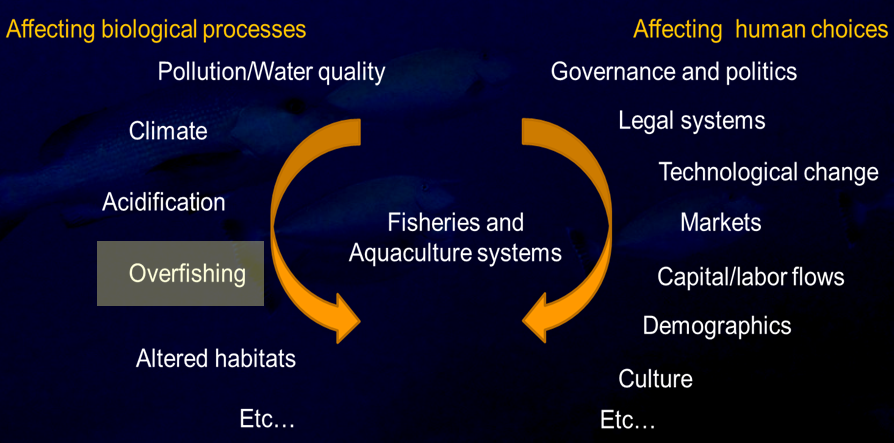 Affecting biological processes
Affecting human choices
Pollution/Water quality
Climate
Acidification
Overfishing
Altered habitats
Etc…
Fisheries and
Aquaculture systems
Governance and politics
Legal systems
Technological change
Markets
Capital/labor flows
Demographics
Culture
Etc…